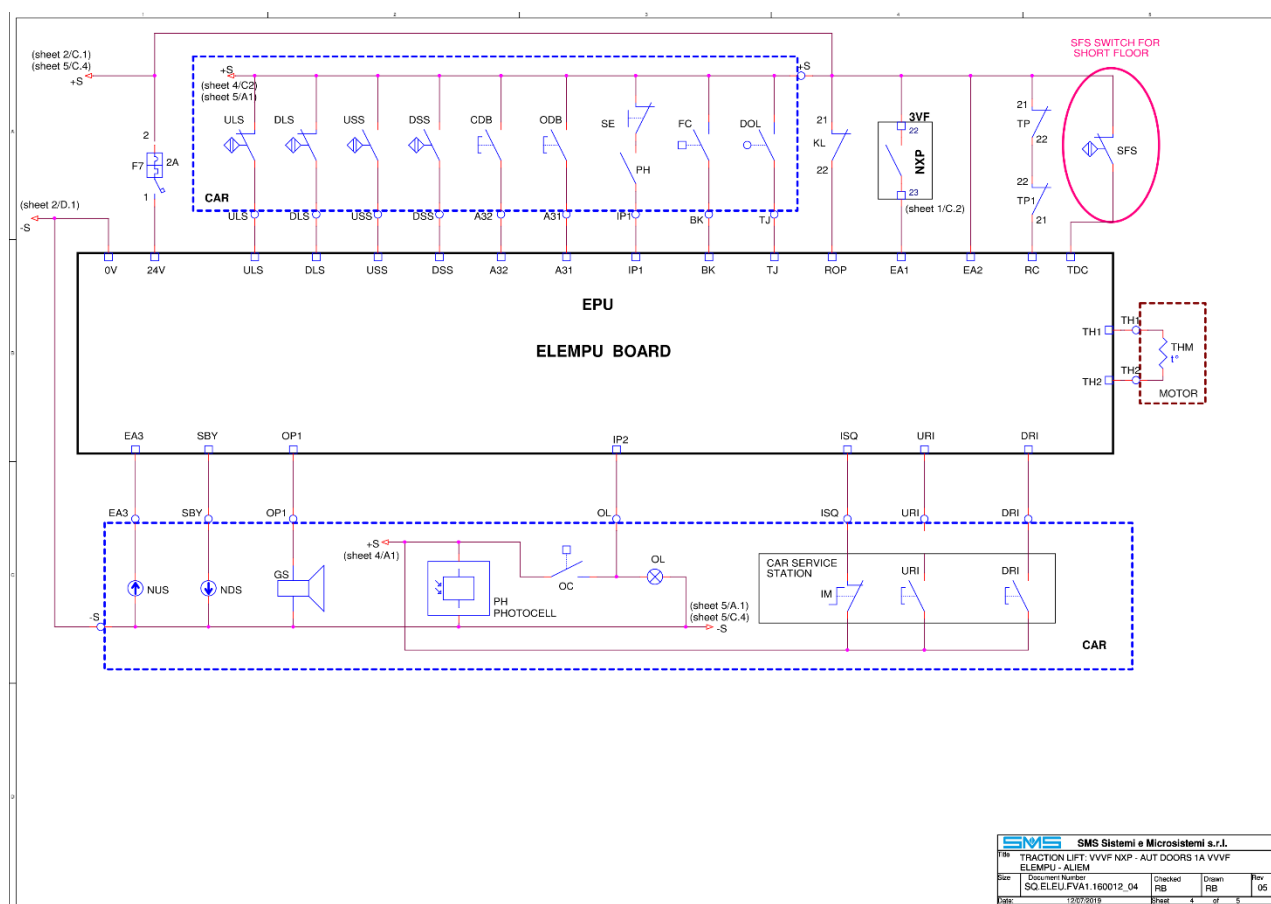 1 2 3 4 5
SFS SWITCH FOR
SHORT FLOOR
(sheet 2/C.1)
(sheet 5/C.4)
+S
+S
(sheet 4/C2)
(sheet 5/A1)
+S
ULS DLS USS DSS CDB ODB SE FC DOL
PH
21
KL
22
3VF
22
NXP
23
(sheet 1/C.2)
21
TP
22
22
TP1
21
SFS
2
F7 2A
1
CAR
(sheet 2/D.1)
-S
ULS DLS USS DSS A32 A31 IP1 BK TJ
0V 24V ULS DLS USS DSS A32 A31 IP1 BK TJ ROP EA1 EA2 RC TDC
EPU
ELEMPU BOARD
TH1 TH1
THM
t°
TH2 TH2
MOTOR
EA3 SBY OP1 IP2 ISQ URI DRI
EA3 SBY OP1 OL ISQ URI DRI
+S
(sheet 4/A1)
GS
NUS NDS
PH
PHOTOCELL
OC
OL
CAR SERVICE
STATION
IM
URI DRI
-S
(sheet 5/A.1)
(sheet 5/C.4)
-S
CAR
SMS SMS Sistemi e Microsistemi s.r.l.
Title
TRACTION LIFT: VVVF NXP - AUT DOORS 1A VVVF
ELEMPU - ALIEM
Size Document Number Checked Drawn Rev
SQ.ELEU.FVA1.160012_04 RB RB 05
Date: 12/07/2019 Sheet 4 of 5